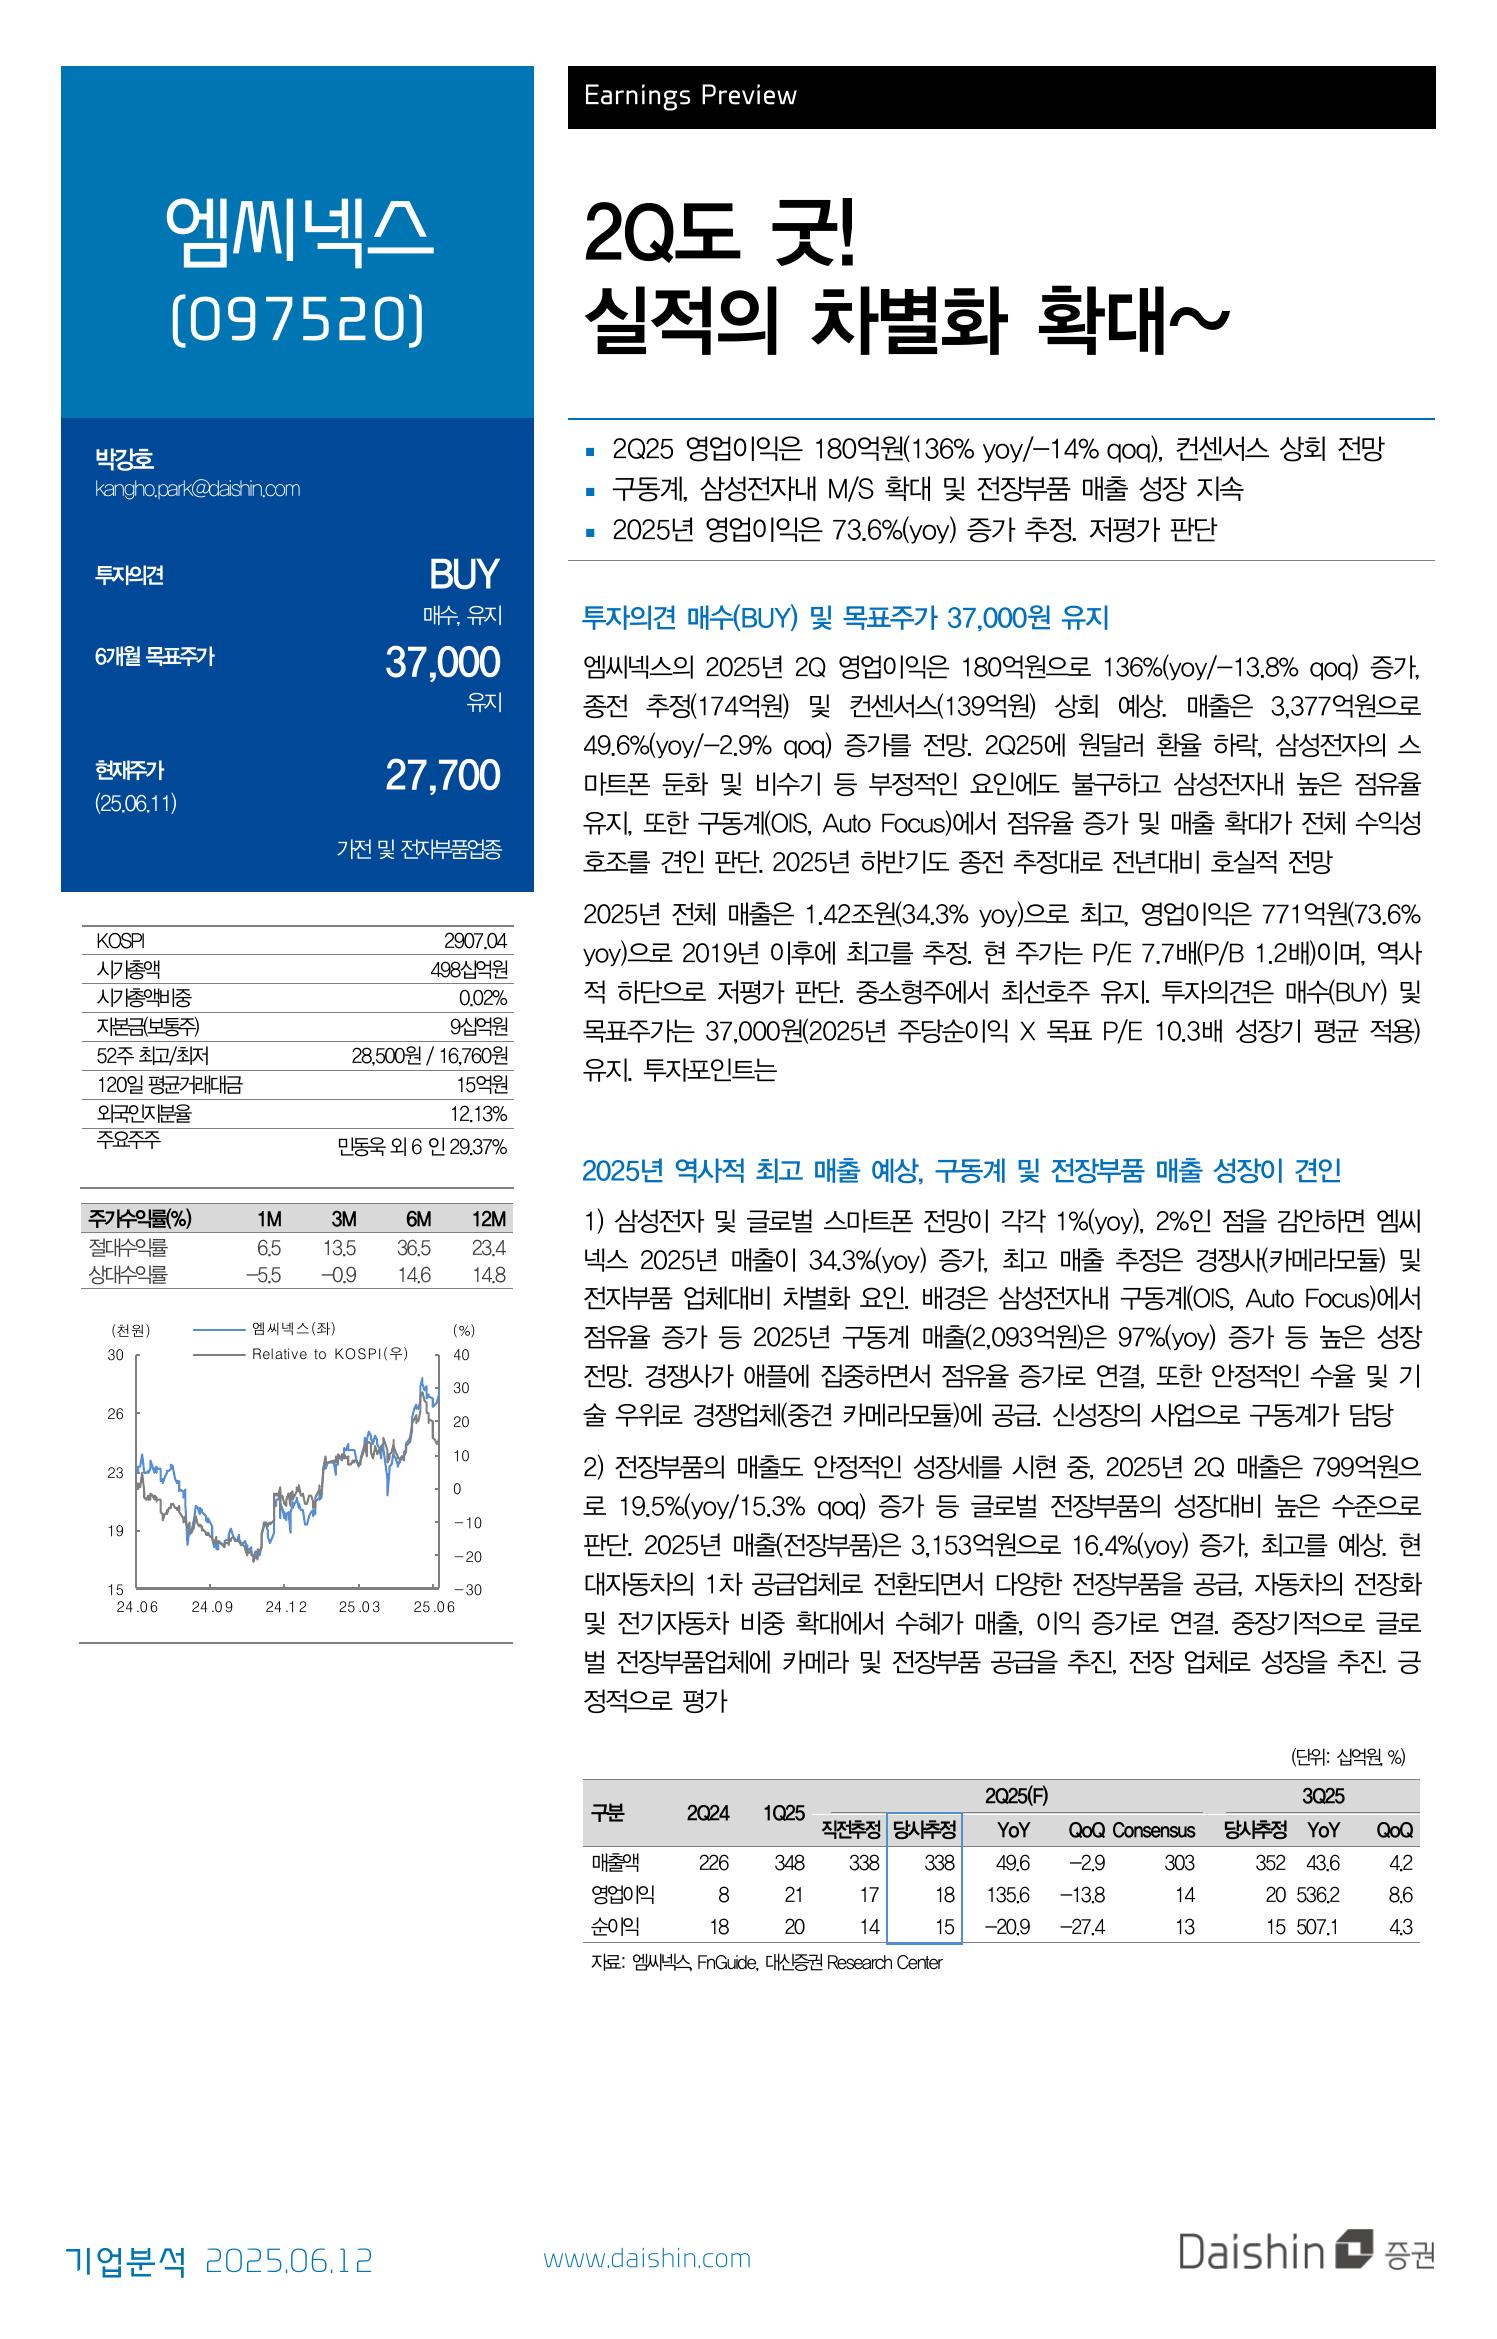 엠씨넥스
(097520)
박강호
kangho.park@daishin.com
투자의견 BUY
매수, 유지
6개월 목표주가 37,000
유지
현재주가 27,700
(25.06.11)
가전 및 전자부품업종
KOSPI 2907.04
시가총액 498십억원
시가총액비중 0.02%
자본금(보통주) 9십억원
52주 최고/최저 28,500원 / 16,760원
120일 평균거래대금 15억원
외국인지분율 12.13%
주요주주 민동욱 외 6 인 29.37%
주가수익률(%) 1M 3M 6M 12M
절대수익률 6.5 13.5 36.5 23.4
상대수익률 −5.5 −0.9 14.6 14.8
(천원) 엠씨넥스(좌) (%)
Relative to KOSPI(우)
30 40
30
26 20
10
23 0
19 −10
−20
15 −30
24.06 24.09 24.12 25.03 25.06
Earnings Preview
2Q도 굿!
실적의 차별화 확대~
▪ 2Q25 영업이익은 180억원(136% yoy/−14% qoq), 컨센서스 상회 전망
▪ 구동계, 삼성전자내 M/S 확대 및 전장부품 매출 성장 지속
▪ 2025년 영업이익은 73.6%(yoy) 증가 추정. 저평가 판단
투자의견 매수(BUY) 및 목표주가 37,000원 유지
엠씨넥스의 2025년 2Q 영업이익은 180억원으로 136%(yoy/−13.8% qoq) 증가,
종전 추정(174억원) 및 컨센서스(139억원) 상회 예상. 매출은 3,377억원으로
49.6%(yoy/−2.9% qoq) 증가를 전망. 2Q25에 원달러 환율 하락, 삼성전자의 스
마트폰 둔화 및 비수기 등 부정적인 요인에도 불구하고 삼성전자내 높은 점유율
유지, 또한 구동계(OIS, Auto Focus)에서 점유율 증가 및 매출 확대가 전체 수익성
호조를 견인 판단. 2025년 하반기도 종전 추정대로 전년대비 호실적 전망
2025년 전체 매출은 1.42조원(34.3% yoy)으로 최고, 영업이익은 771억원(73.6%
yoy)으로 2019년 이후에 최고를 추정. 현 주가는 P/E 7.7배(P/B 1.2배)이며, 역사
적 하단으로 저평가 판단. 중소형주에서 최선호주 유지. 투자의견은 매수(BUY) 및
목표주가는 37,000원(2025년 주당순이익 X 목표 P/E 10.3배 성장기 평균 적용)
유지. 투자포인트는
2025년 역사적 최고 매출 예상, 구동계 및 전장부품 매출 성장이 견인
1) 삼성전자 및 글로벌 스마트폰 전망이 각각 1%(yoy), 2%인 점을 감안하면 엠씨
넥스 2025년 매출이 34.3%(yoy) 증가, 최고 매출 추정은 경쟁사(카메라모듈) 및
전자부품 업체대비 차별화 요인. 배경은 삼성전자내 구동계(OIS, Auto Focus)에서
점유율 증가 등 2025년 구동계 매출(2,093억원)은 97%(yoy) 증가 등 높은 성장
전망. 경쟁사가 애플에 집중하면서 점유율 증가로 연결, 또한 안정적인 수율 및 기
술 우위로 경쟁업체(중견 카메라모듈)에 공급. 신성장의 사업으로 구동계가 담당
2) 전장부품의 매출도 안정적인 성장세를 시현 중, 2025년 2Q 매출은 799억원으
로 19.5%(yoy/15.3% qoq) 증가 등 글로벌 전장부품의 성장대비 높은 수준으로
판단. 2025년 매출(전장부품)은 3,153억원으로 16.4%(yoy) 증가, 최고를 예상. 현
대자동차의 1차 공급업체로 전환되면서 다양한 전장부품을 공급, 자동차의 전장화
및 전기자동차 비중 확대에서 수혜가 매출, 이익 증가로 연결. 중장기적으로 글로
벌 전장부품업체에 카메라 및 전장부품 공급을 추진, 전장 업체로 성장을 추진. 긍
정적으로 평가
(단위: 십억원, %)
구분 2Q24 1Q25 2Q25(F) 3Q25
직전추정 당사추정 YoY QoQ Consensus 당사추정 YoY QoQ
매출액 226 348 338 338 49.6 −2.9 303 352 43.6 4.2
영업이익 8 21 17 18 135.6 −13.8 14 20 536.2 8.6
순이익 18 20 14 15 −20.9 −27.4 13 15 507.1 4.3
자료: 엠씨넥스, FnGuide, 대신증권 Research Center
기업분석 2025.06.12
www.daishin.com
Daishin 증권